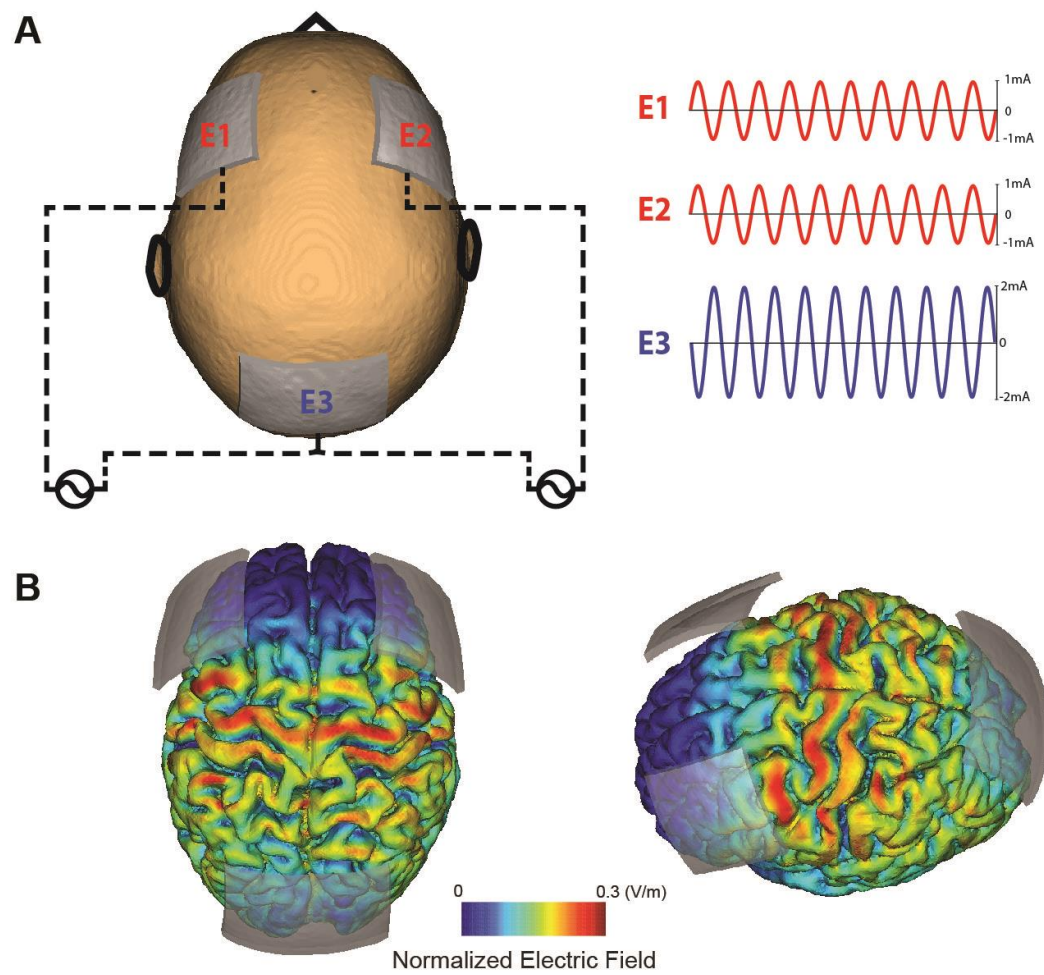 A
E1
E2
E3
E1
1mA
0
-1mA
E2
1mA
0
-1mA
E3
2mA
0
-2mA
B
0
0.3 (V/m)
Normalized Electric Field